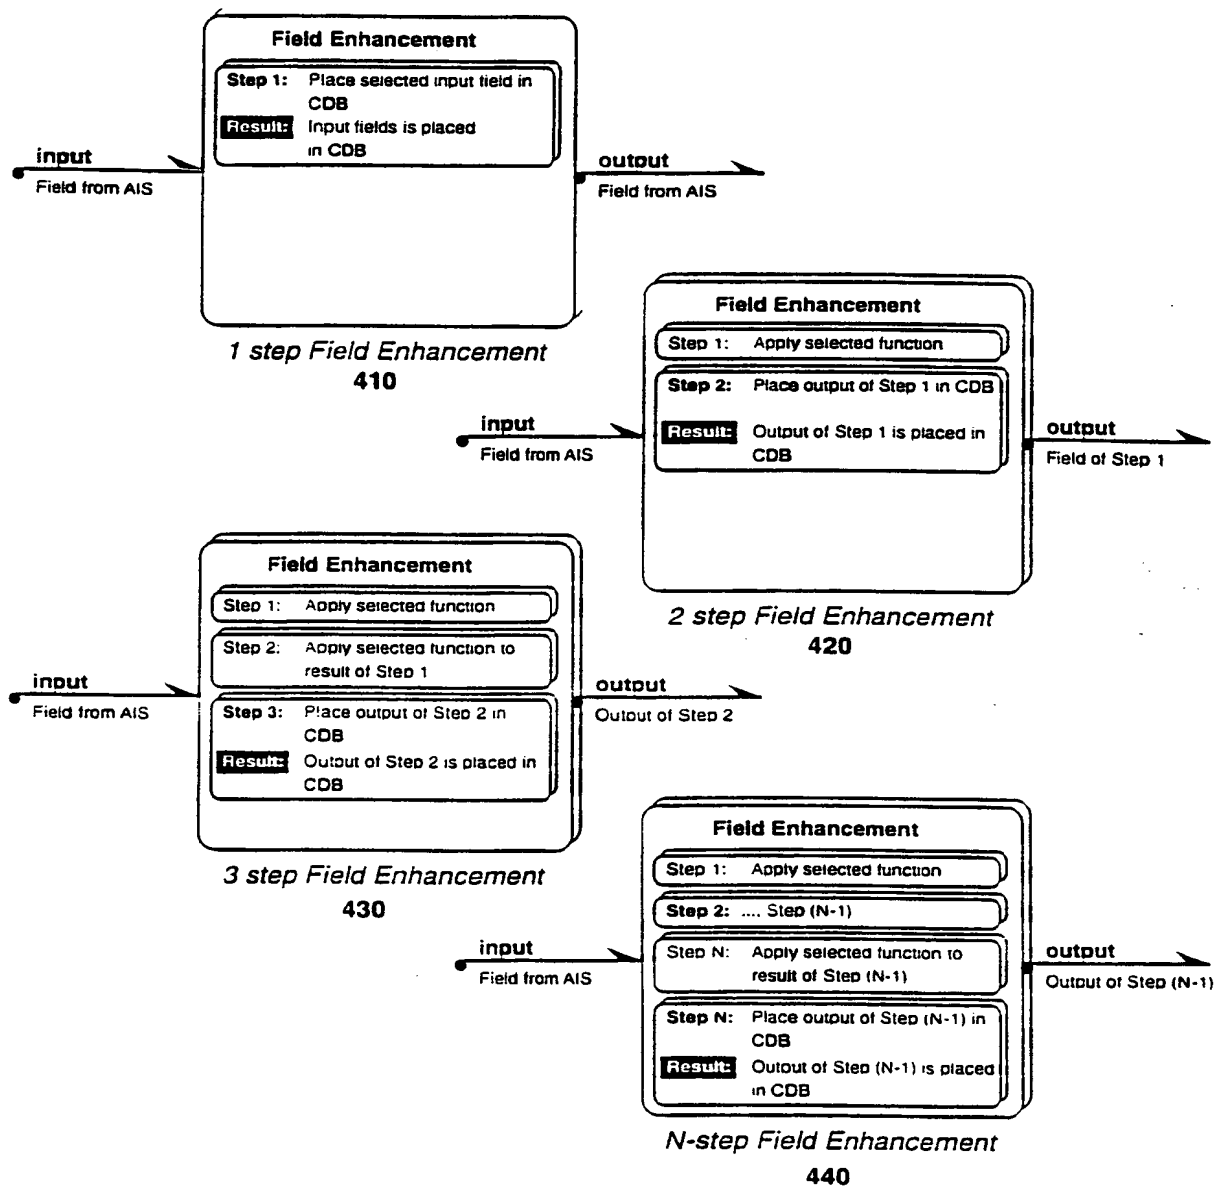 Field Enhancement
Step 1: Place selected input field in
CDB
Result: Input fields is placed
in CDB
input
Field from AIS
output
Field from AIS
1 step Field Enhancement
410
Field Enhancement
Step 1: Apply selected function
Step 2: Place output of Step 1 in CDB
Result: Output of Step 1 is placed in
CDB
input
Field from AIS
output
Field of Step 1
2 step Field Enhancement
420
Field Enhancement
Step 1: Apply selected function
Step 2: Apply selected function to
result of Step 1
Step 3: Place output of Step 2 in
CDB
Result: Output of Step 2 is placed in
CDB
input
Field from AIS
output
Output of Step 2
3 step Field Enhancement
430
Field Enhancement
Step 1: Apply selected function
Step 2: .... Step (N-1)
Step N: Apply selected function to
result of Step (N-1)
Step N: Place output of Step (N-1) in
CDB
Result: Output of Step (N-1) is placed
in CDB
input
Field from AIS
output
Output of Step (N-1)
N-step Field Enhancement
440